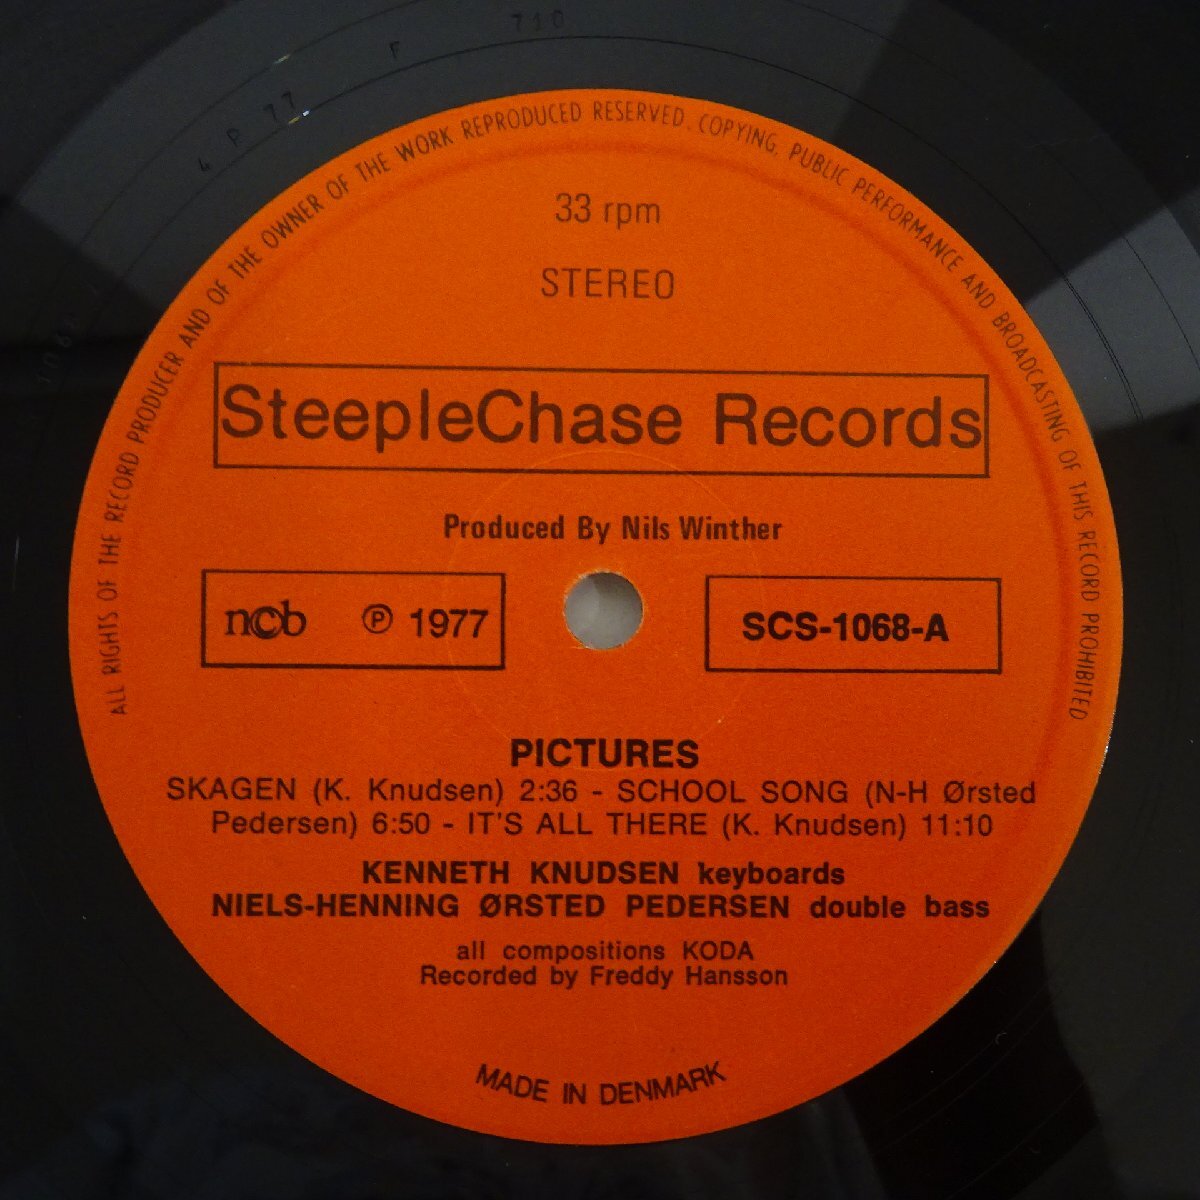 710
F
4 R 77
ALL RIGHTS OF THE RECORD PRODUCER AND OF THE OWNER OF THE WORK REPRODUCED RESERVED. COPYING, PUBLIC PERFORMANCE AND BROADCASTING OF THIS RECORD PROHIBITED
33 rpm
STEREO
SteepleChase Records
Produced By Nils Winther
ncb ℗ 1977
SCS-1068-A
PICTURES
SKAGEN (K. Knudsen) 2:36 - SCHOOL SONG (N-H Ørsted
Pedersen) 6:50 - IT'S ALL THERE (K. Knudsen) 11:10
KENNETH KNUDSEN keyboards
NIELS-HENNING ØRSTED PEDERSEN double bass
all compositions KODA
Recorded by Freddy Hansson
MADE IN DENMARK